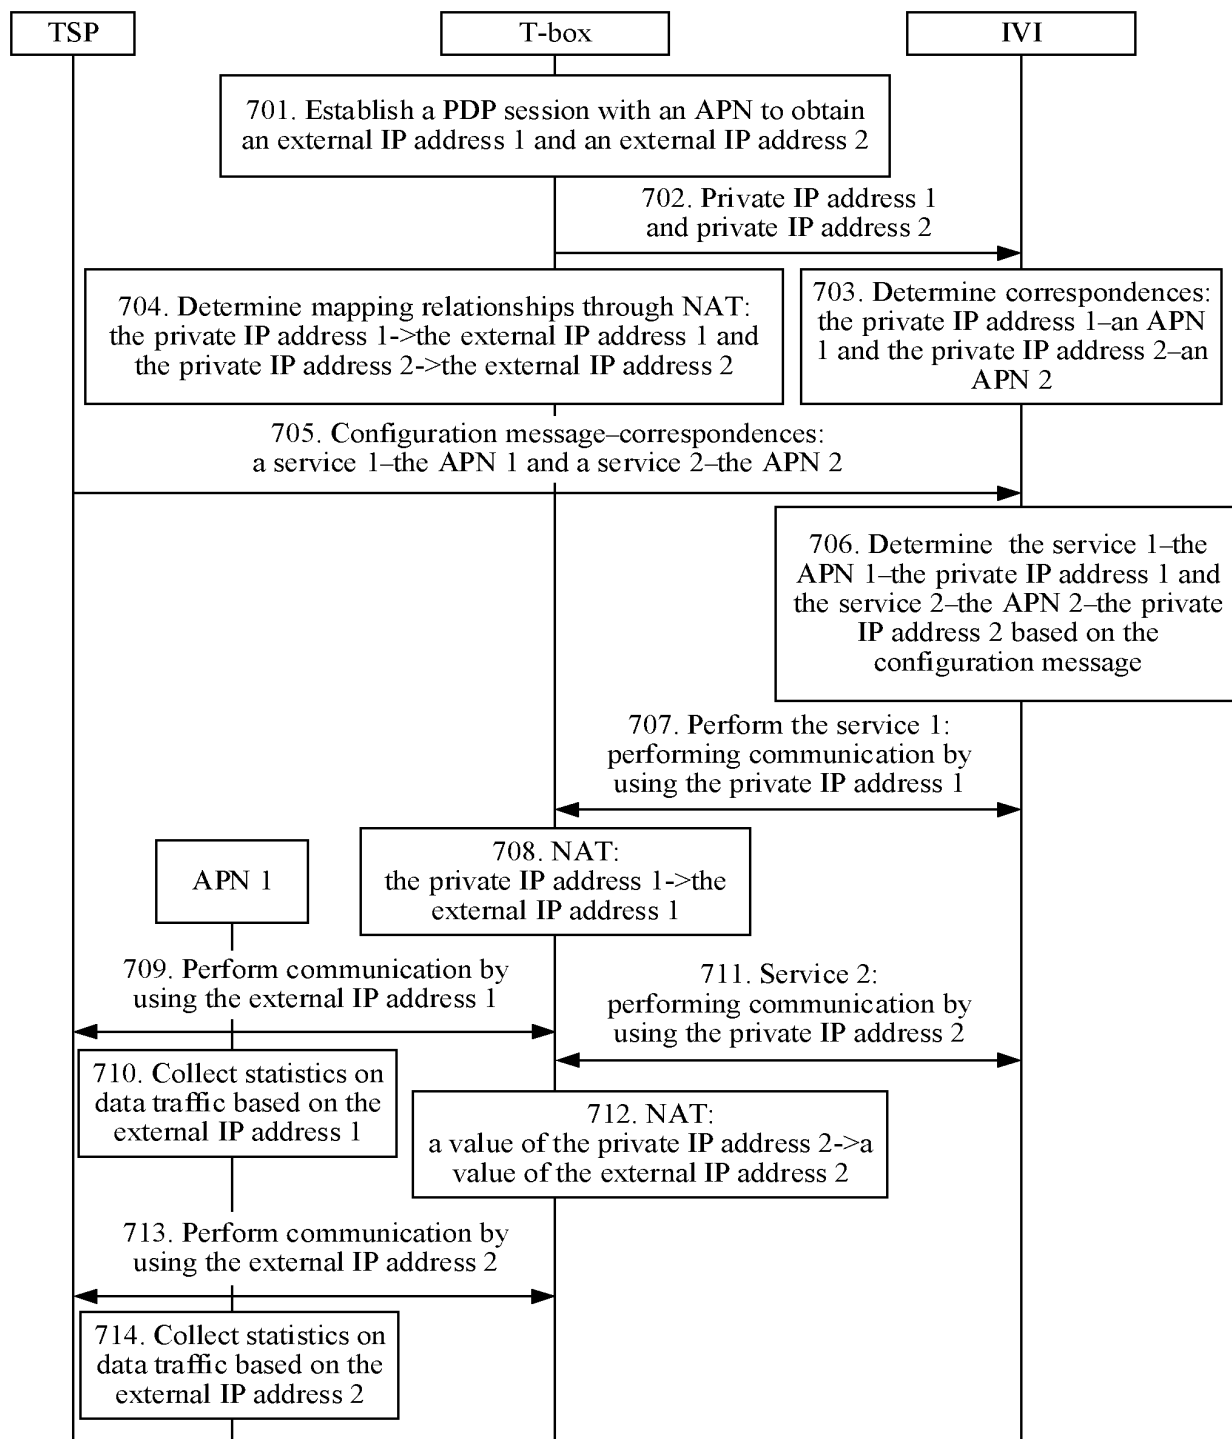 TSP
T-box
IVI
701. Establish a PDP session with an APN to obtain
an external IP address 1 and an external IP address 2
702. Private IP address 1
and private IP address 2
704. Determine mapping relationships through NAT:
the private IP address 1->the external IP address 1 and
the private IP address 2->the external IP address 2
703. Determine correspondences:
the private IP address 1–an APN
1 and the private IP address 2–an
APN 2
705. Configuration message–correspondences:
a service 1–the APN 1 and a service 2–the APN 2
706. Determine the service 1–the
APN 1–the private IP address 1 and
the service 2–the APN 2–the private
IP address 2 based on the
configuration message
707. Perform the service 1:
performing communication by
using the private IP address 1
APN 1
708. NAT:
the private IP address 1->the
external IP address 1
709. Perform communication by
using the external IP address 1
711. Service 2:
performing communication by
using the private IP address 2
710. Collect statistics on
data traffic based on the
external IP address 1
712. NAT:
a value of the private IP address 2->a
value of the external IP address 2
713. Perform communication by
using the external IP address 2
714. Collect statistics on
data traffic based on the
external IP address 2